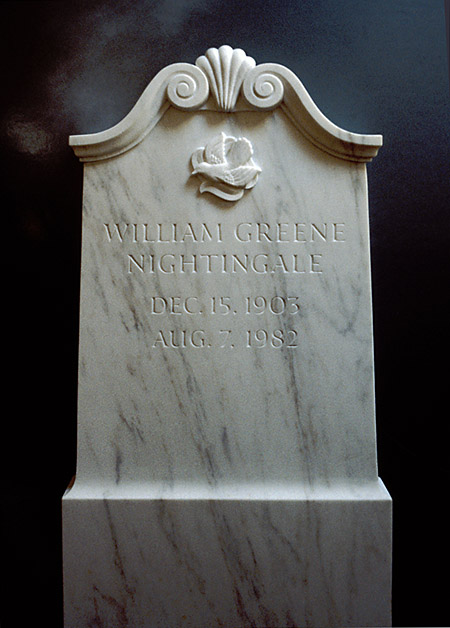 WILLIAM GREENE
NIGHTINGALE
DEC. 15. 1903
AUG. 7. 1982